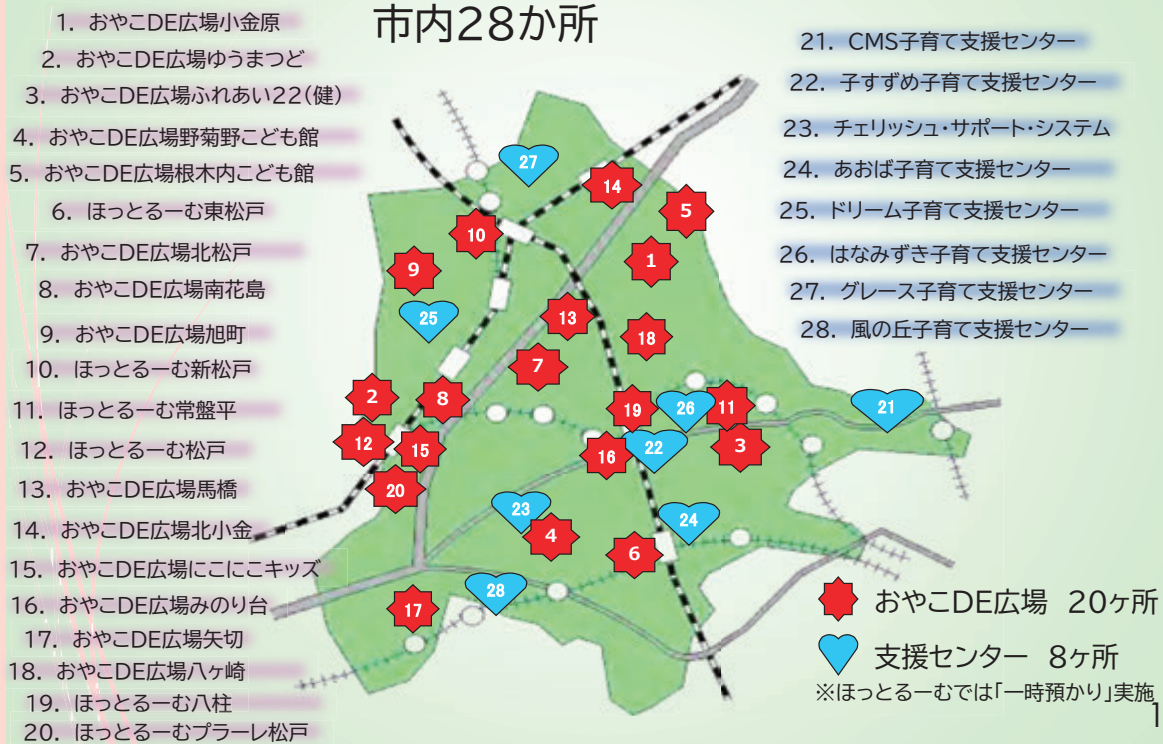 市内28か所
1. おやこDE広場小金原
2. おやこDE広場ゆうまつど
3. おやこDE広場ふれあい22(健)
4. おやこDE広場野菊野こども館
5. おやこDE広場根木内こども館
6. ほっとるーむ東松戸
7. おやこDE広場北松戸
8. おやこDE広場南花島
9. おやこDE広場旭町
10. ほっとるーむ新松戸
11. ほっとるーむ常盤平
12. ほっとるーむ松戸
13. おやこDE広場馬橋
14. おやこDE広場北小金
15. おやこDE広場にこにこキッズ
16. おやこDE広場みのり台
17. おやこDE広場矢切
18. おやこDE広場八ヶ崎
19. ほっとるーむ八柱
20. ほっとるーむプラーレ松戸
21. CMS子育て支援センター
22. 子すずめ子育て支援センター
23. チェリッシュ・サポート・システム
24. あおば子育て支援センター
25. ドリーム子育て支援センター
26. はなみずき子育て支援センター
27. グレース子育て支援センター
28. 風の丘子育て支援センター
27
14
5
10
1
9
25
13
18
7
2
8
19
26
11
21
12
15
16
22
3
20
23
4
24
6
28
17
おやこDE広場 20ヶ所
支援センター 8ヶ所
※ほっとるーむでは「一時預かり」実施
1